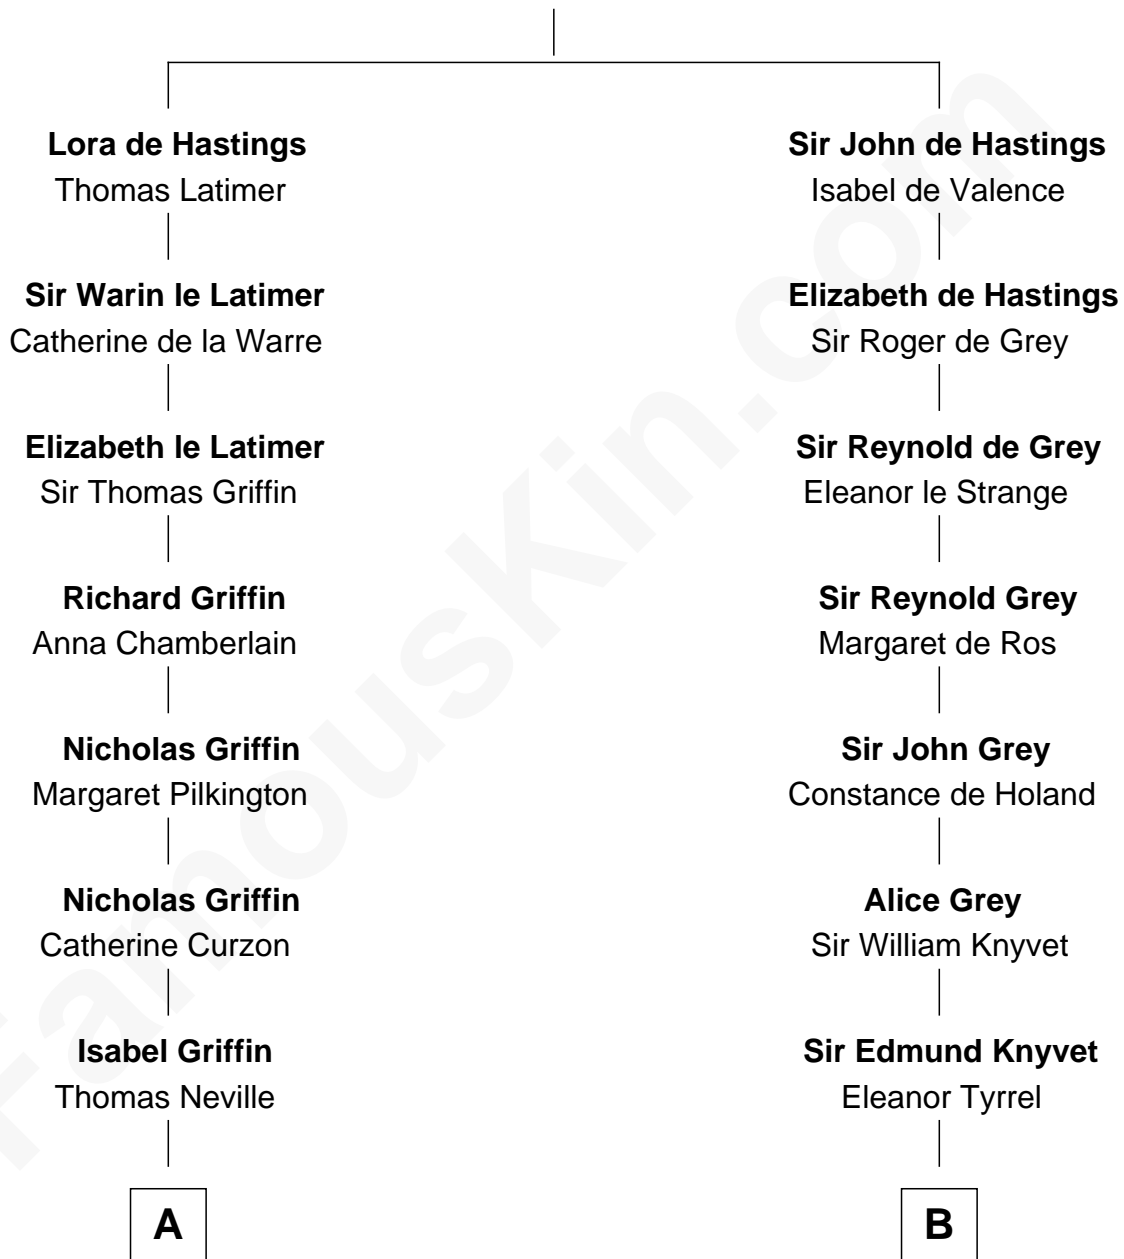 Lora de Hastings
Thomas Latimer
Sir Warin le Latimer
Catherine de la Warre
Elizabeth le Latimer
Sir Thomas Griffin
Richard Griffin
Anna Chamberlain
Nicholas Griffin
Margaret Pilkington
Nicholas Griffin
Catherine Curzon
Isabel Griffin
Thomas Neville
A
Sir John de Hastings
Isabel de Valence
Elizabeth de Hastings
Sir Roger de Grey
Sir Reynold de Grey
Eleanor le Strange
Sir Reynold Grey
Margaret de Ros
Sir John Grey
Constance de Holand
Alice Grey
Sir William Knyvet
Sir Edmund Knyvet
Eleanor Tyrrel
B
FamousKin.com